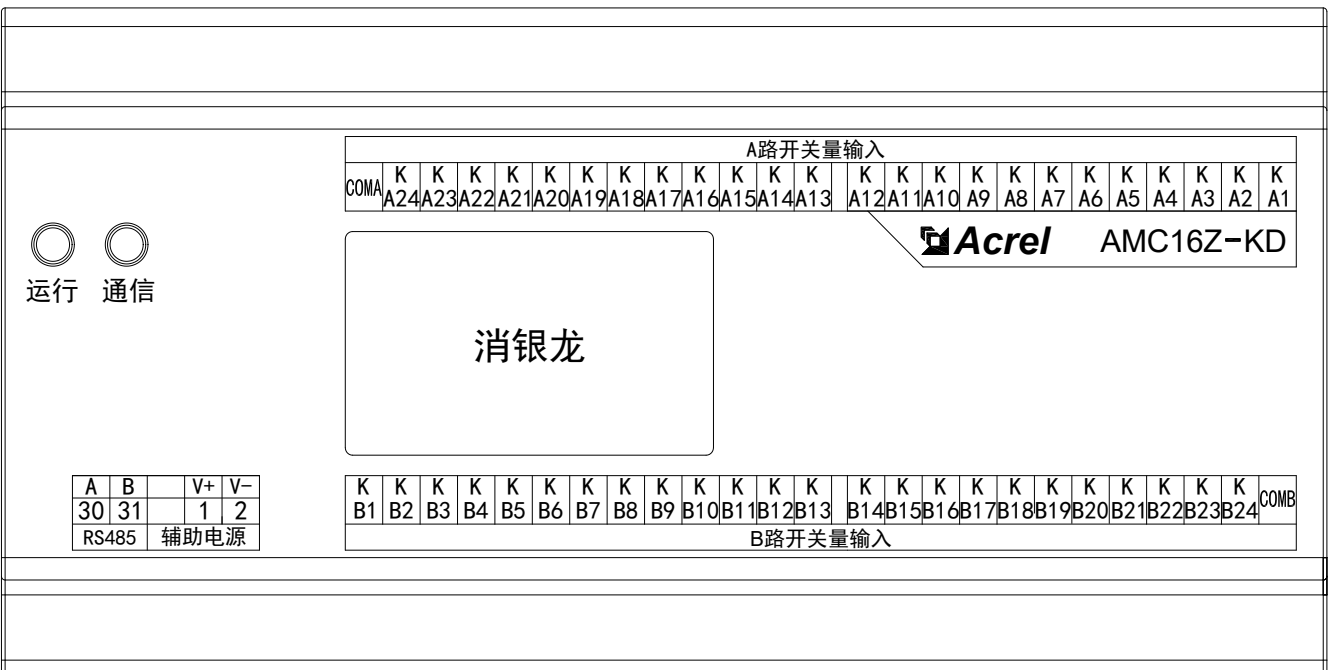 A路开关量输入
COMA K K K K K K K K K K K K K K K K K K K K K K K K
A24 A23 A22 A21 A20 A19 A18 A17 A16 A15 A14 A13 A12 A11 A10 A9 A8 A7 A6 A5 A4 A3 A2 A1
Acrel AMC16Z-KD
运行 通信
消银龙
A B V+ V-
30 31 1 2
RS485 辅助电源
K K K K K K K K K K K K K K K K K K K K K K K K COMB
B1 B2 B3 B4 B5 B6 B7 B8 B9 B10 B11 B12 B13 B14 B15 B16 B17 B18 B19 B20 B21 B22 B23 B24
B路开关量输入